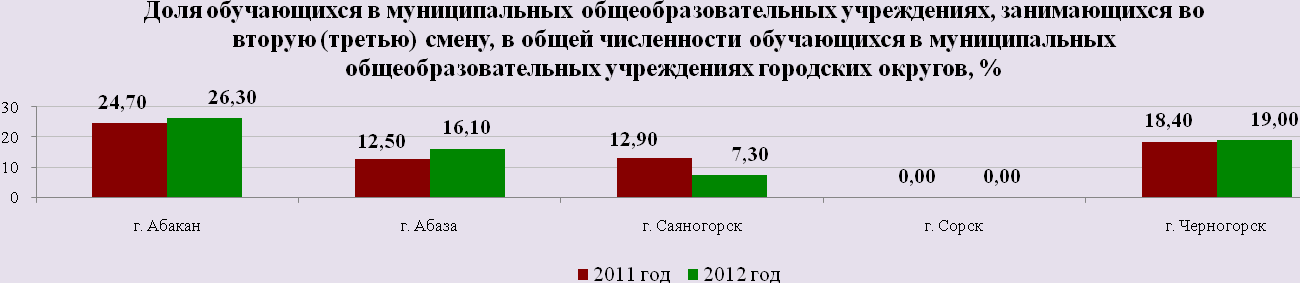 Доля обучающихся в муниципальных общеобразовательных учреждениях, занимающихся во
вторую (третью) смену, в общей численности обучающихся в муниципальных
общеобразовательных учреждениях городских округов, %
24,70 26,30 12,50 16,10 12,90 7,30 0,00 0,00 18,40 19,00
30
20
10
0
г. Абакан г. Абаза г. Саяногорск г. Сорск г. Черногорск
2011 год 2012 год